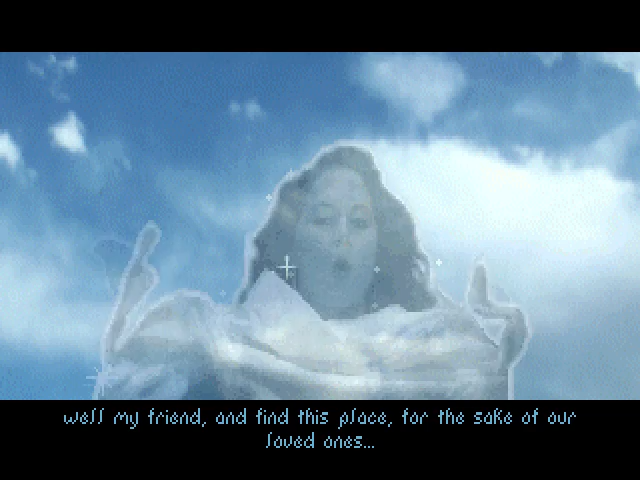 well my friend, and find this place, for the sake of our
loved ones...